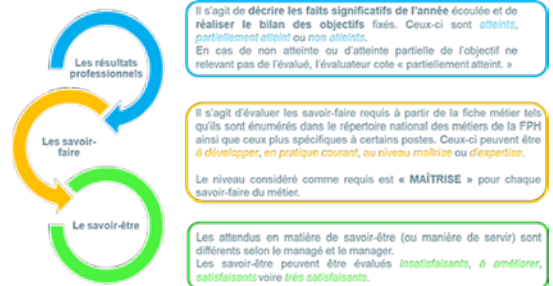 Les résultats
professionnels
Il s'agit de décrire les faits significatifs de l'année écoulée et de
réaliser le bilan des objectifs fixés. Ceux-ci sont atteints,
partiellement atteint ou non atteints.
En cas de non atteinte ou d'atteinte partielle de l'objectif ne
relevant pas de l'évalué, l'évaluateur cote « partiellement atteint. »
Les savoir-
faire
Il s'agit d'évaluer les savoir-faire requis à partir de la fiche métier tels
qu'ils sont énumérés dans le répertoire national des métiers de la FPH
ainsi que ceux plus spécifiques à certains postes. Ceux-ci peuvent être
à développer, en pratique courant, au niveau maîtrise ou d'expertise.
Le niveau considéré comme requis est « MAÎTRISE » pour chaque
savoir-faire du métier.
Le savoir-être
Les attendus en matière de savoir-être (ou manière de servir) sont
différents selon le managé et le manager.
Les savoir-être peuvent être évalués insatisfaisants, à améliorer,
satisfaisants voire très satisfaisants.